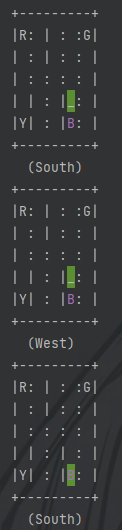 +---------+
|R: | : :G|
| : | : : |
| : : : : |
| | : |_: |
|Y| : |B: |
+---------+
  (South)
+---------+
|R: | : :G|
| : | : : |
| : : : : |
| | : |_: |
|Y| : |B: |
+---------+
  (West)
+---------+
|R: | : :G|
| : | : : |
| : : : : |
| | : | : |
|Y| : |B: |
+---------+
  (South)